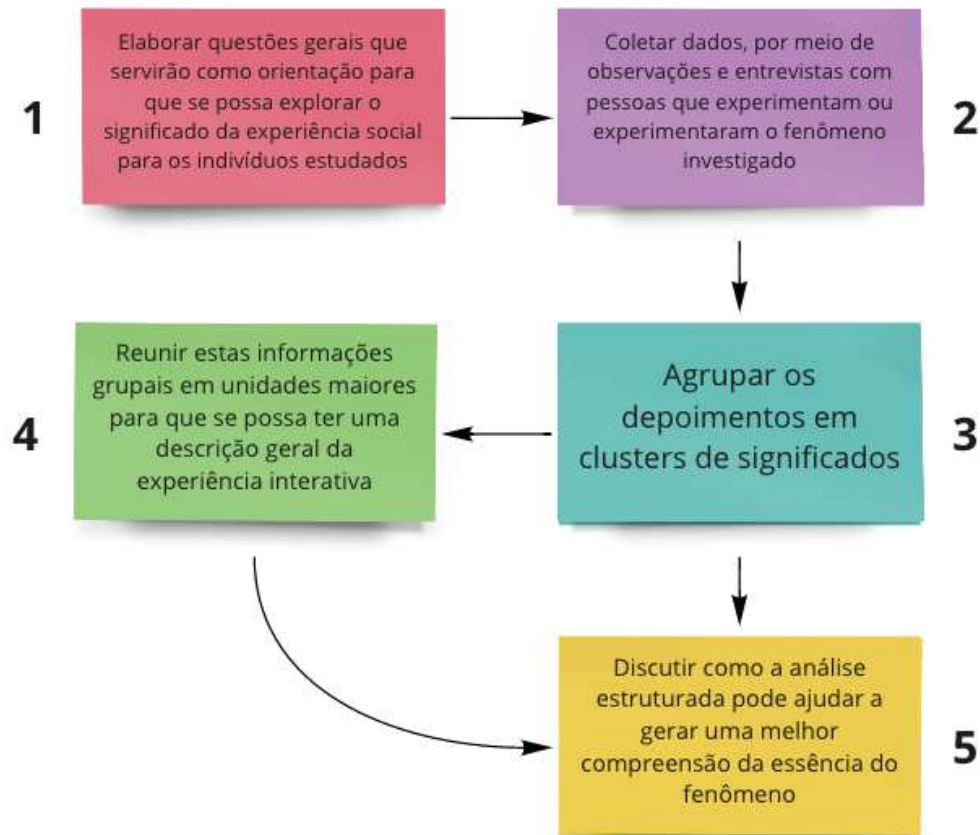 1
Elaborar questões gerais que
servirão como orientação para
que se possa explorar o
significado da experiência social
para os indivíduos estudados
Coletar dados, por meio de
observações e entrevistas com
pessoas que experimentam ou
experimentaram o fenômeno
investigado
2
Agrupar os
depoimentos em
clusters de significados
3
4
Reunir estas informações
grupais em unidades maiores
para que se possa ter uma
descrição geral da
experiência interativa
Discutir como a análise
estruturada pode ajudar a
gerar uma melhor
compreensão da essência do
fenômeno
5